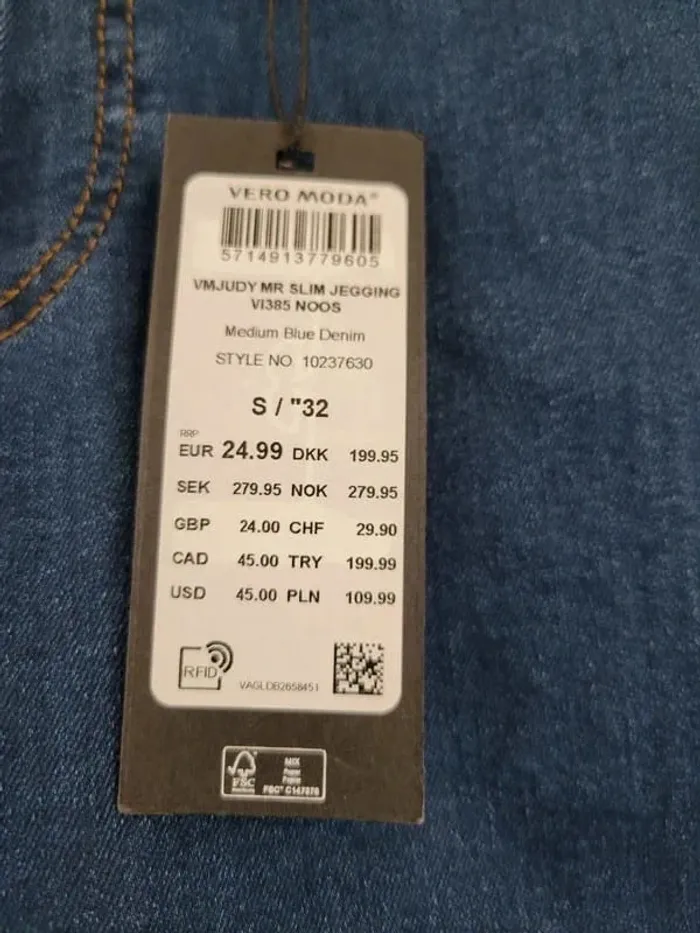 VERO MODA®
5714913779605
VMJUDY MR SLIM JEGGING
VI385 NOOS
Medium Blue Denim
STYLE NO. 10237630
S / "32
RRP
EUR 24.99 DKK 199.95
SEK 279.95 NOK 279.95
GBP 24.00 CHF 29.90
CAD 45.00 TRY 199.99
USD 45.00 PLN 109.99
RFID
VAGLDB2658451
FSC
MIX
Paper
FSC® C147878